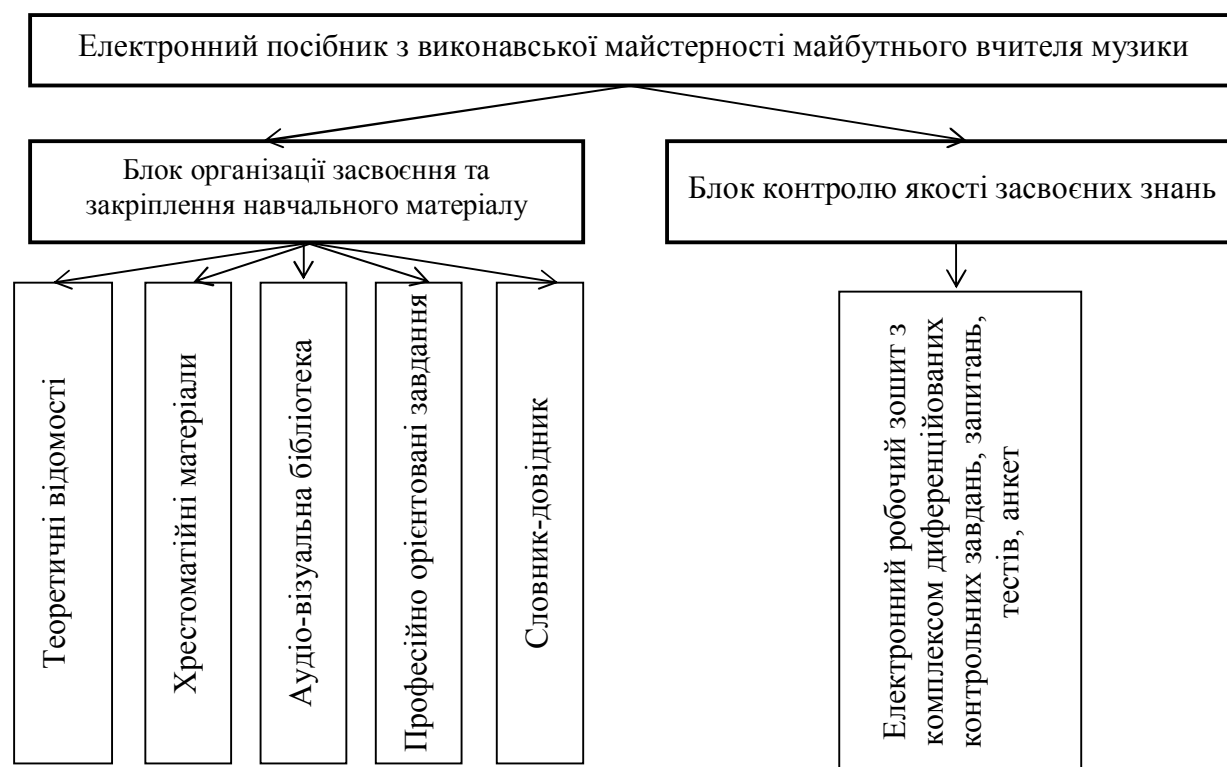 Електронний посібник з виконавської майстерності майбутнього вчителя музики
Блок організації засвоєння та
закріплення навчального матеріалу
Блок контролю якості засвоєних знань
Теоретичні відомості
Хрестоматійні матеріали
Аудіо-візуальна бібліотека
Професійно орієнтовані завдання
Словник-довідник
Електронний робочий зошит з
комплексом диференційованих
контрольних завдань, запитань,
тестів, анкет